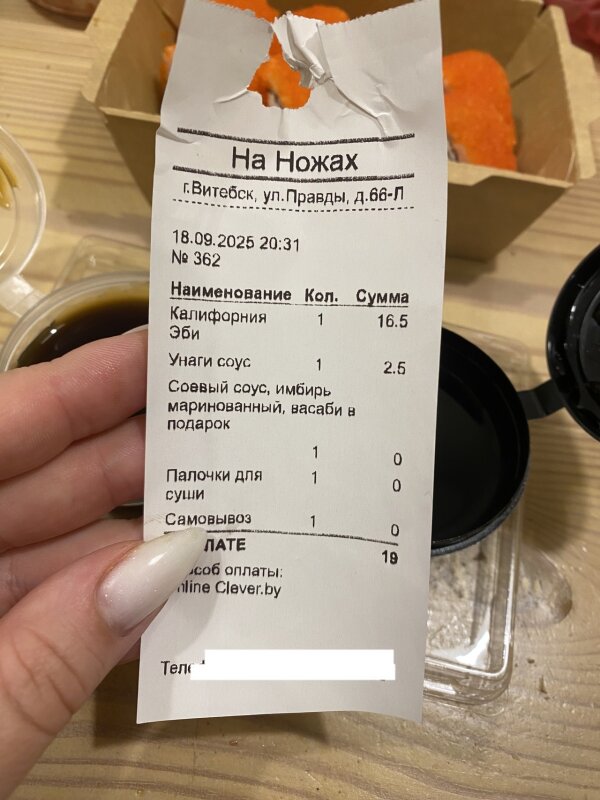 На Ножах
г.Витебск, ул.Правды, д.66-Л
18.09.2025 20:31
№ 362
Наименование Кол. Сумма
Калифорния 1 16.5
Эби
Унаги соус 1 2.5
Соевый соус, имбирь
маринованный, васаби в
подарок
1 0
Палочки для 1 0
суши
Самовывоз 1 0
19
оплаты:
Clever.by